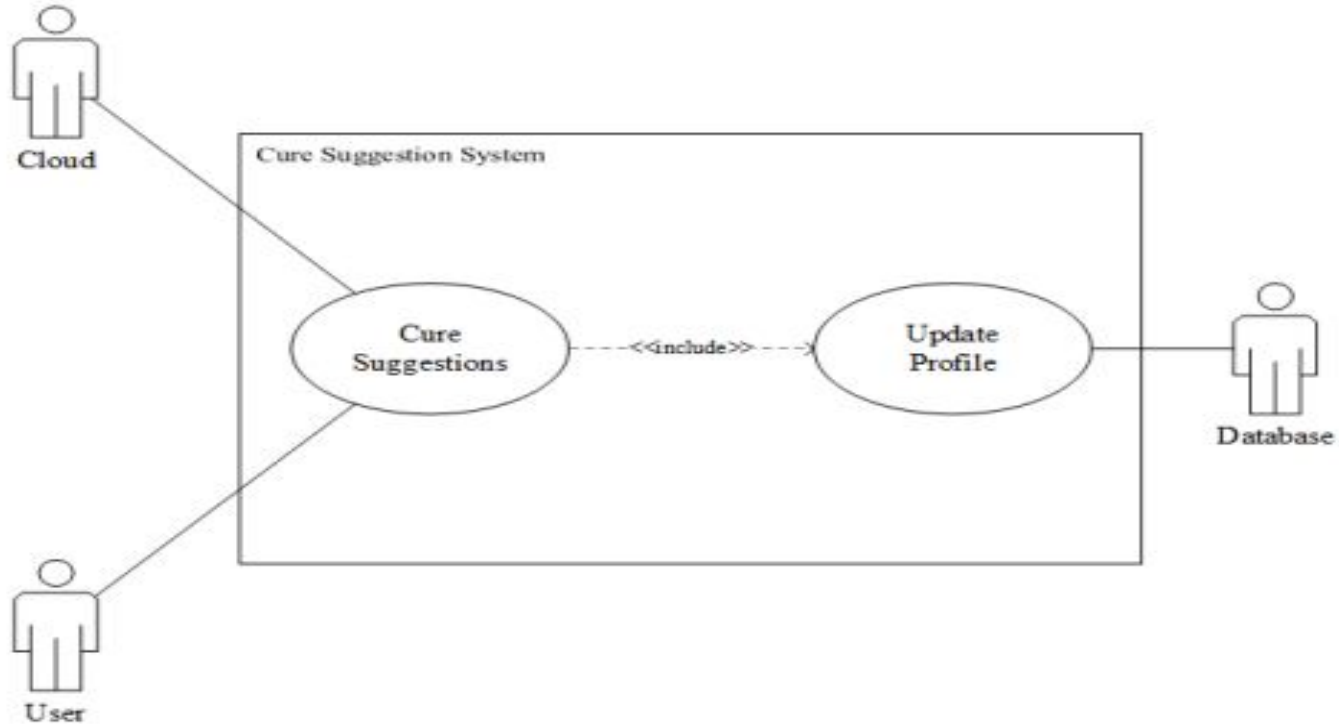 Cloud
Cure Suggestion System
Cure
Suggestions
<<include>>
Update
Profile
Database
User